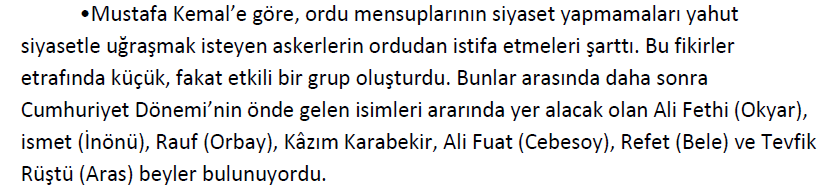 •Mustafa Kemal’e göre, ordu mensuplarının siyaset yapmamaları yahut
siyasetle uğraşmak isteyen askerlerin ordudan istifa etmeleri şarttı. Bu fikirler
etrafında küçük, fakat etkili bir grup oluşturdu. Bunlar arasında daha sonra
Cumhuriyet Dönemi’nin önde gelen isimleri ararında yer alacak olan Ali Fethi (Okyar),
ismet (İnönü), Rauf (Orbay), Kâzım Karabekir, Ali Fuat (Cebesoy), Refet (Bele) ve Tevfik
Rüştü (Aras) beyler bulunuyordu.